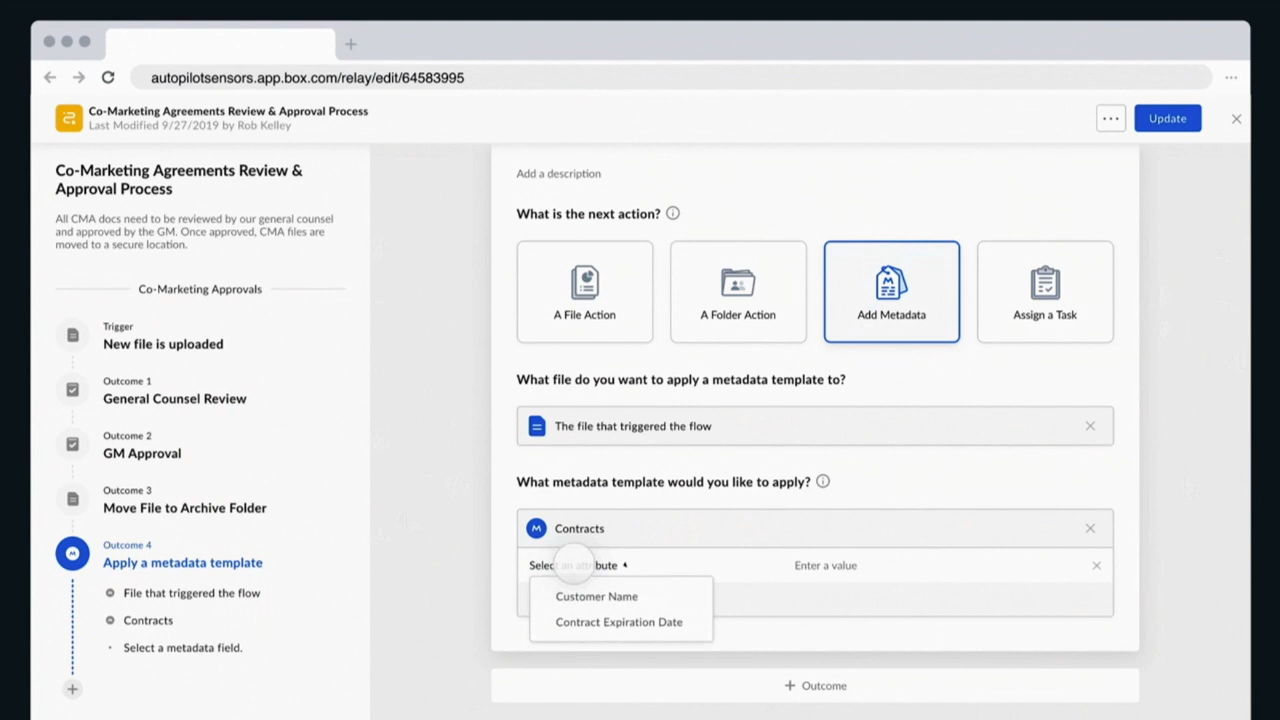 autopilotsensors.app.box.com/relay/edit/64583995
Co-Marketing Agreements Review & Approval Process
Last Modified 9/27/2019 by Rob Kelley
Update
Co-Marketing Agreements Review &
Approval Process
All CMA docs need to be reviewed by our general counsel
and approved by the GM. Once approved, CMA files are
moved to a secure location.
Co-Marketing Approvals
Trigger
New file is uploaded
Outcome 1
General Counsel Review
Outcome 2
GM Approval
Outcome 3
Move File to Archive Folder
Outcome 4
Apply a metadata template
File that triggered the flow
Contracts
Select a metadata field.
Add a description
What is the next action?
A File Action
A Folder Action
Add Metadata
Assign a Task
What file do you want to apply a metadata template to?
The file that triggered the flow
What metadata template would you like to apply?
Contracts
Select an attribute
Enter a value
Customer Name
Contract Expiration Date
+ Outcome